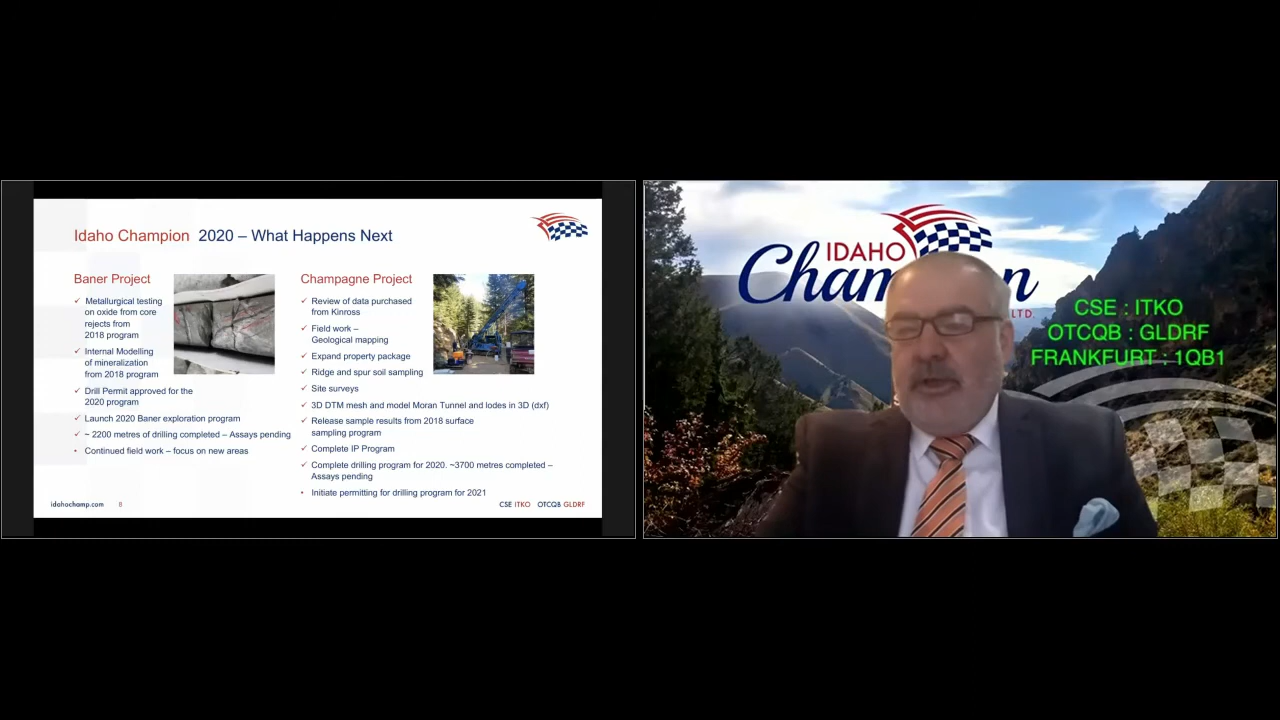 Idaho Champion 2020 – What Happens Next
Baner Project
Metallurgical testing
on oxide from core
rejects from
2018 program
Internal Modelling
of mineralization
from 2018 program
Drill Permit approved for the
2020 program
Launch 2020 Baner exploration program
~ 2200 metres of drilling completed – Assays pending
Continued field work – focus on new areas
Champagne Project
Review of data purchased
from Kinross
Field work –
Geological mapping
Expand property package
Ridge and spur soil sampling
Site surveys
3D DTM mesh and model Moran Tunnel and lodes in 3D (dxf)
Release sample results from 2018 surface
sampling program
Complete IP Program
Complete drilling program for 2020. ~3700 metres completed –
Assays pending
Initiate permitting for drilling program for 2021
idahochamp.com 8
CSE ITKO OTCQB GLDRF
IDAHO
LTD.
CSE : ITKO
OTCQB : GLDRF
FRANKFURT : 1QB1